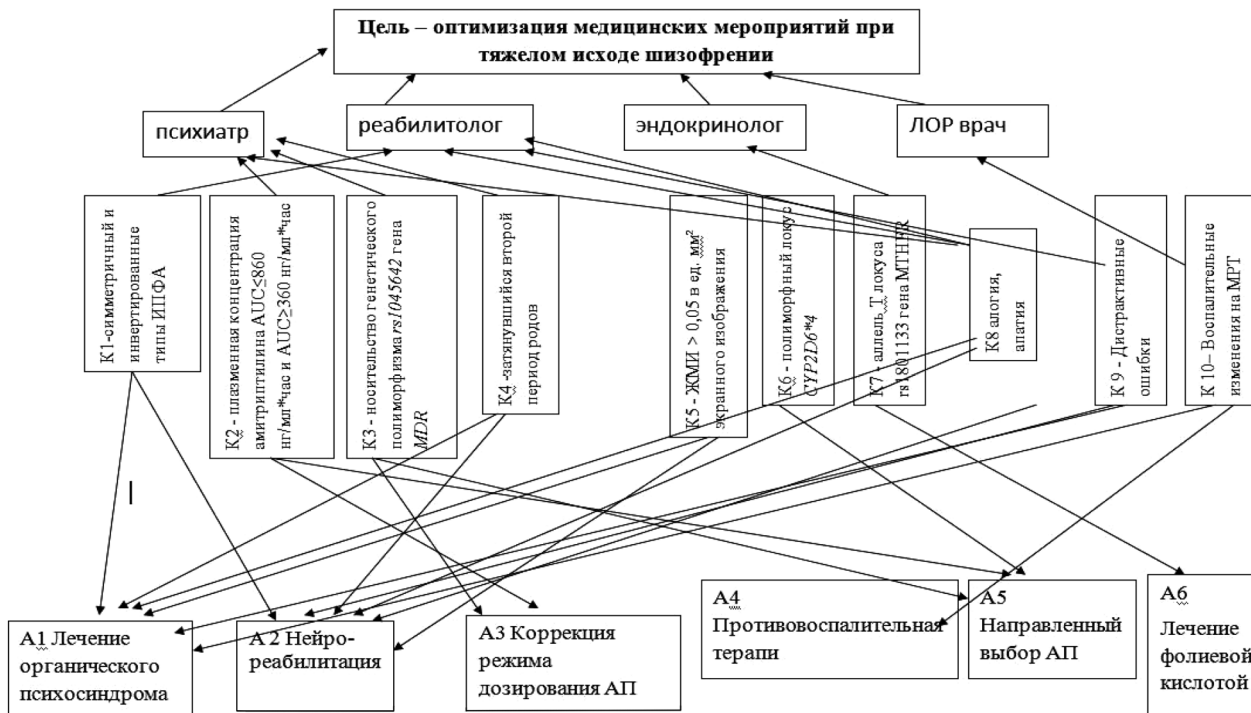 Цель – оптимизация медицинских мероприятий при
тяжелом исходе шизофрении
психиатр
реабилитолог
эндокринолог
ЛОР врач
К1-симметричный и
инвертированные
типы ИПФА
К2 - плазменная концентрация
амитриптилина AUC≤860
нг/мл*час и AUC≥360 нг/мл*час
К3 - носительство генетического
полиморфизма rs1045642 гена
MDR
К4 -затянувшийся второй
период родов
К5 - ЖМИ > 0,05 в ед. мм²
экранного изображения
К6 - полиморфный локус
CYP2D6*4
К7 - аллель Т локуса
rs1801133 гена MTHFR
К8 алогия,
апатия
К 9 - Дистрактивные
ошибки
К 10– Воспалительные
изменения на МРТ
А1 Лечение
органического
психосиндрома
А 2 Нейро-
реабилитация
А3 Коррекция
режима
дозирования АП
А4
Противовоспалительная
терапи
А5
Направленный
выбор АП
А6
Лечение
фолиевой
кислотой